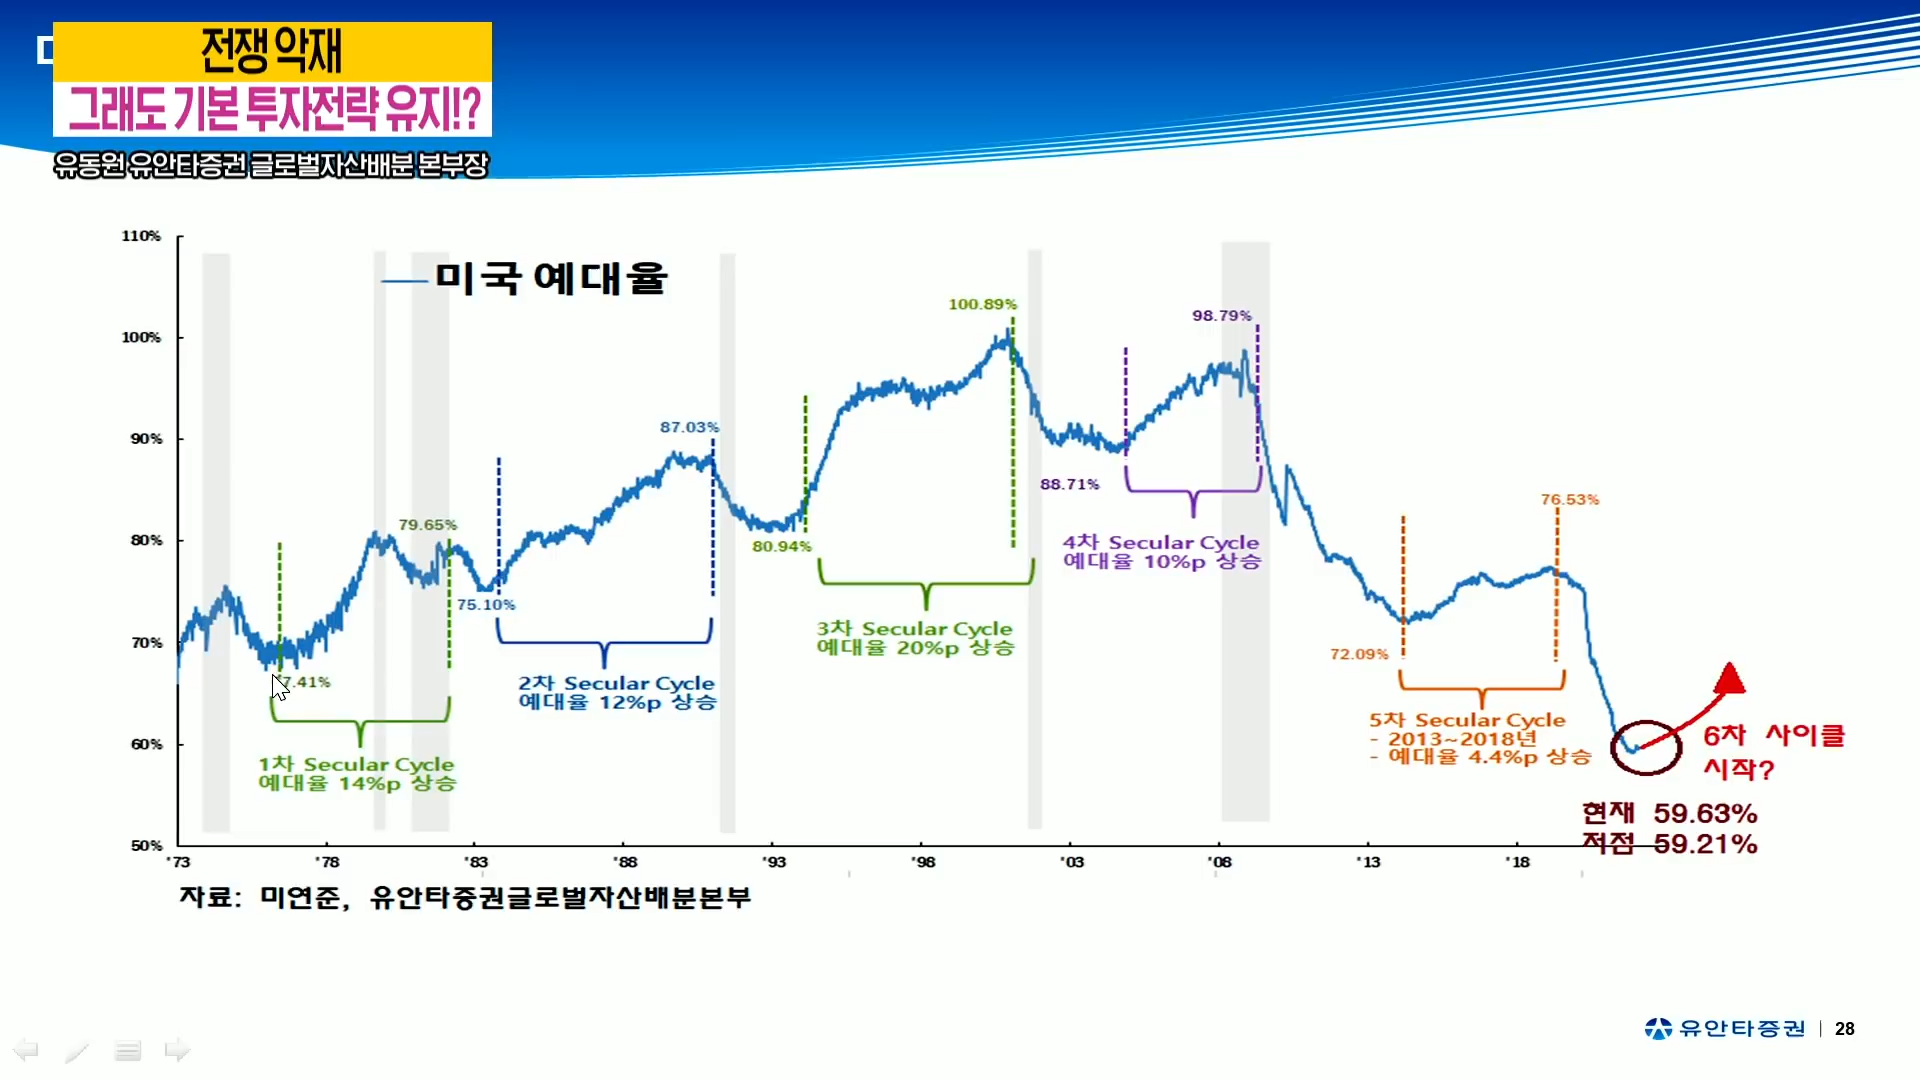 전쟁 악재
그래도 기본 투자전략 유지!?
유동원 유안타증권 글로벌자산배분 본부장
110%
100%
90%
80%
70%
60%
50%
미국 예대율
79.65%
7.41%
1차 Secular Cycle
예대율 14%p 상승
75.10%
87.03%
2차 Secular Cycle
예대율 12%p 상승
80.94%
100.89%
3차 Secular Cycle
예대율 20%p 상승
88.71%
98.79%
4차 Secular Cycle
예대율 10%p 상승
72.09%
76.53%
5차 Secular Cycle
- 2013~2018년
- 예대율 4.4%p 상승
6차 사이클
시작?
현재 59.63%
저점 59.21%
'73 '78 '83 '88 '93 '98 '03 '08 '13 '18
자료: 미연준, 유안타증권글로벌자산배분본부
유안타증권 | 28